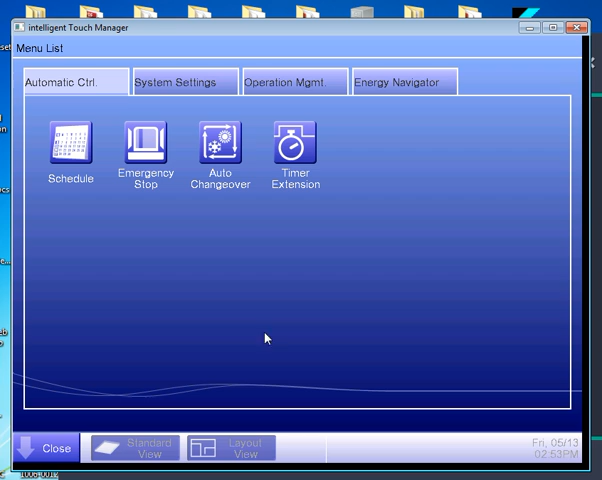 intelligent Touch Manager
Menu List
Automatic Ctrl.
System Settings
Operation Mgmt.
Energy Navigator
Schedule
Emergency
Stop
Auto
Changeover
Timer
Extension
Close
Standard
View
Layout
View
Fri, 05/13
02:53PM